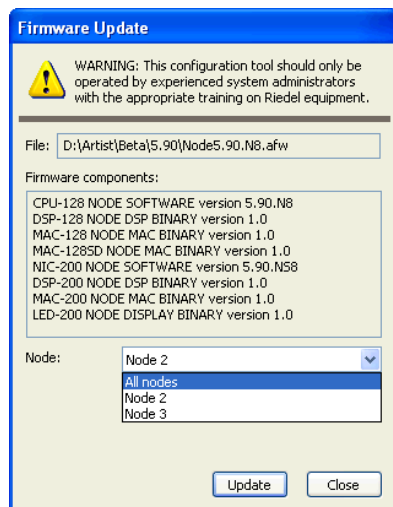 Firmware Update
WARNING: This configuration tool should only be
operated by experienced system administrators
with the appropriate training on Riedel equipment.
File: D:\Artist\Beta\5.90\Node5.90.N8.afw
Firmware components:
CPU-128 NODE SOFTWARE version 5.90.N8
DSP-128 NODE DSP BINARY version 1.0
MAC-128 NODE MAC BINARY version 1.0
MAC-128SD NODE MAC BINARY version 1.0
NIC-200 NODE SOFTWARE version 5.90.NS8
DSP-200 NODE DSP BINARY version 1.0
MAC-200 NODE MAC BINARY version 1.0
LED-200 NODE DISPLAY BINARY version 1.0
Node: Node 2
All nodes
Node 2
Node 3
Update Close